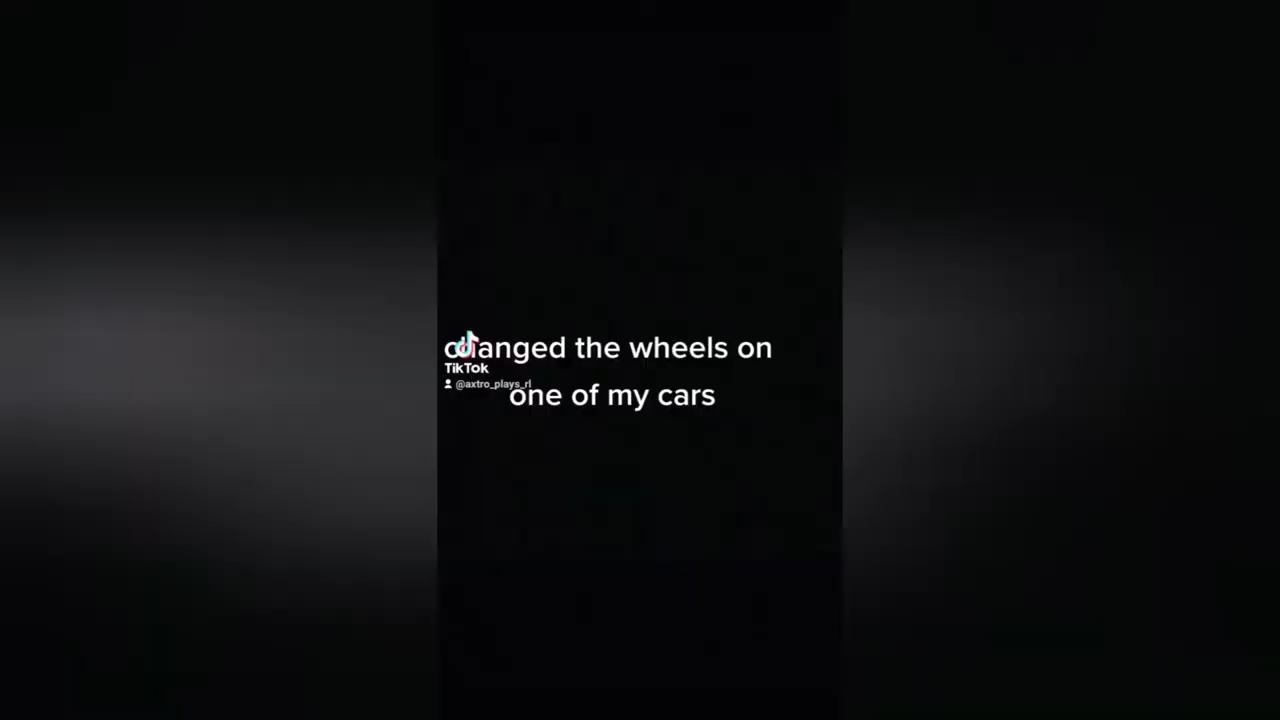 changed the wheels on
TikTok
@axtro_plays_rl
one of my cars